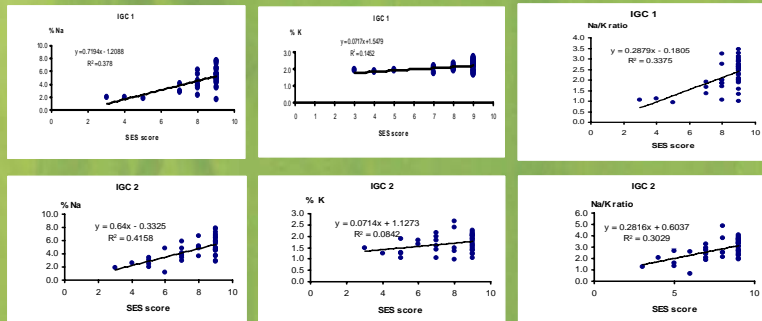 IGC 1
% Na
y=0.7194x-1.2088
R²=0.378
10.0
8.0
6.0
4.0
2.0
0.0
0 2 4 6 8 10
SES score
IGC 1
% K
y=0.0717x+1.5479
R²=0.1452
3.0
2.0
1.0
0.0
0 1 2 3 4 5 6 7 8 9 10
SES score
IGC 1
Na/K ratio
y = 0.2879x - 0.1805
R² = 0.3375
4.0
3.5
3.0
2.5
2.0
1.5
1.0
0.5
0.0
0 2 4 6 8 10
SES score
IGC 2
% Na
y = 0.64x - 0.3325
R² = 0.4158
10.0
8.0
6.0
4.0
2.0
0.0
0 2 4 6 8 10
SES score
IGC 2
% K
y = 0.0714x + 1.1273
R² = 0.0842
3.0
2.5
2.0
1.5
1.0
0.5
0.0
0 2 4 6 8 10
SES score
IGC 2
Na/K ratio
y = 0.2816x + 0.6037
R² = 0.3029
6.0
5.0
4.0
3.0
2.0
1.0
0.0
0 5 10
SES score